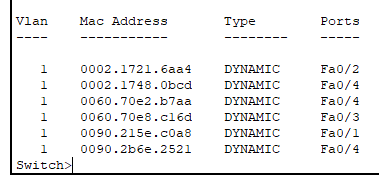 Vlan    Mac Address       Type        Ports
----    -----------       --------    -----
   1    0002.1721.6aa4    DYNAMIC     Fa0/2
   1    0002.1748.0bcd    DYNAMIC     Fa0/4
   1    0060.70e2.b7aa    DYNAMIC     Fa0/4
   1    0060.70e8.c16d    DYNAMIC     Fa0/3
   1    0090.215e.c0a8    DYNAMIC     Fa0/1
   1    0090.2b6e.2521    DYNAMIC     Fa0/4
Switch>